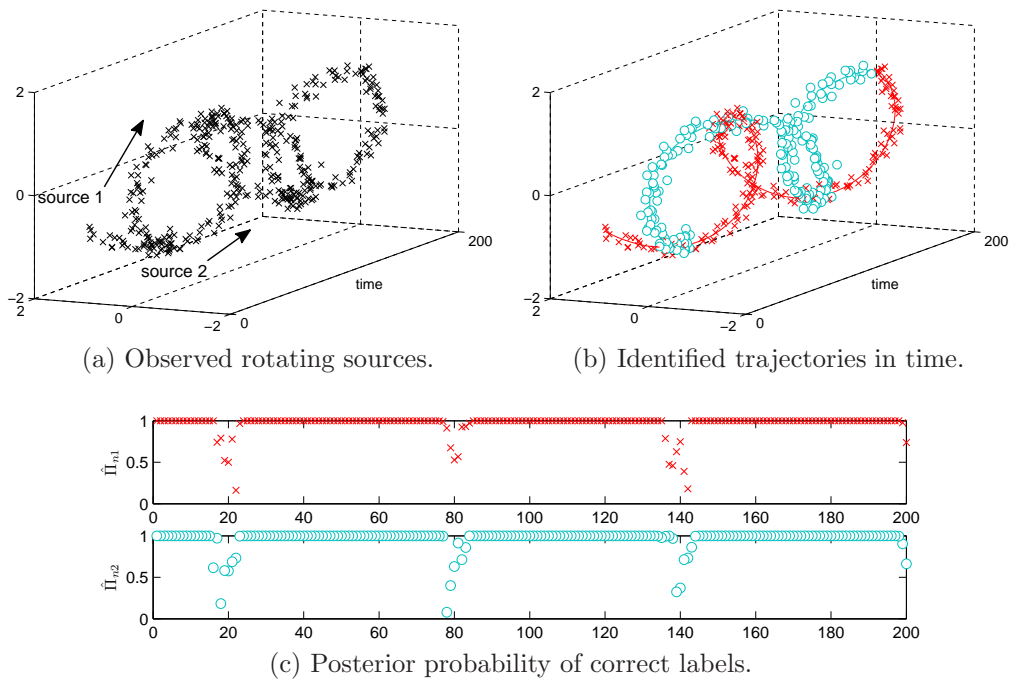 2
0
−2
2
0
−2
0
200
time
source 1
source 2
2
0
−2
2
0
−2
0
200
time
(a) Observed rotating sources.
(b) Identified trajectories in time.
1
0.5
0
Π̂n1
0 20 40 60 80 100 120 140 160 180 200
1
0.5
0
Π̂n2
0 20 40 60 80 100 120 140 160 180 200
(c) Posterior probability of correct labels.